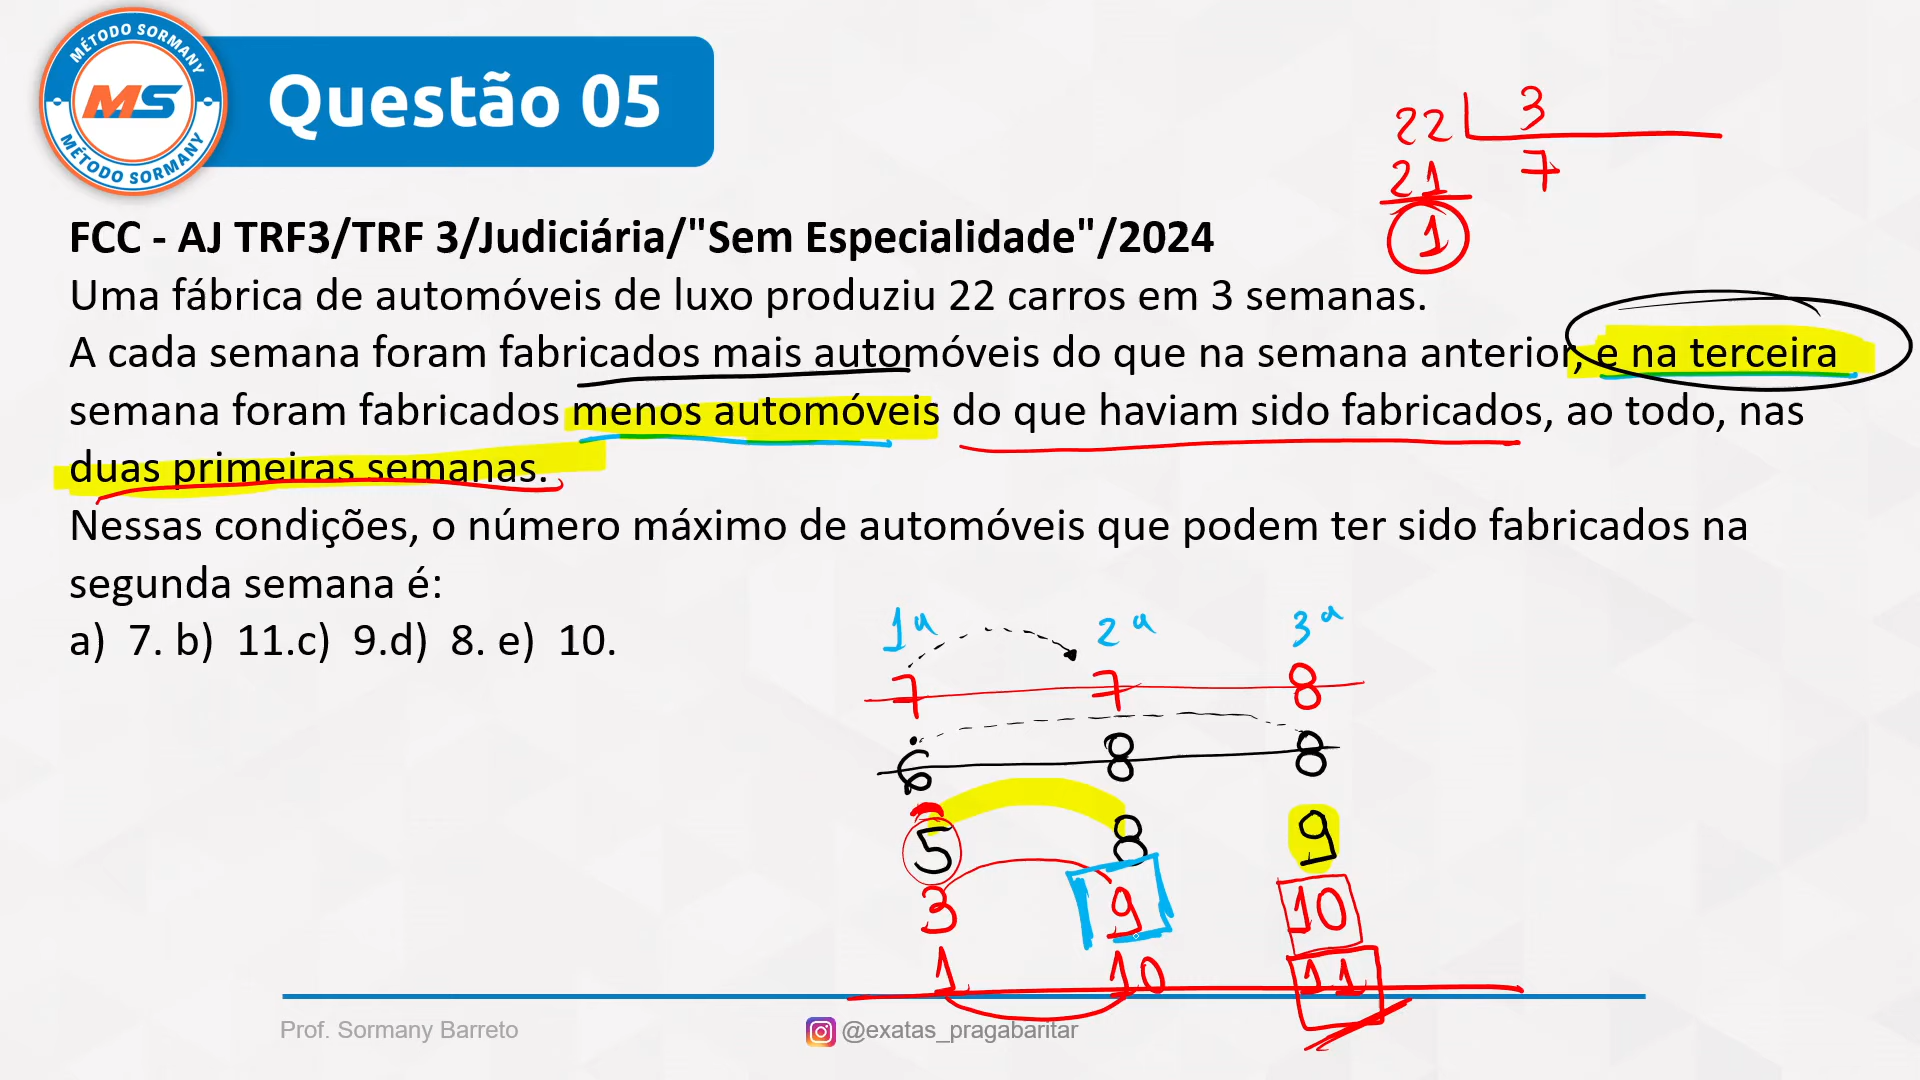 MÉTODO SORMANY
MS
MÉTODO SORMANY
Questão 05
22 3
21 7
1
FCC - AJ TRF3/TRF 3/Judiciária/"Sem Especialidade"/2024
Uma fábrica de automóveis de luxo produziu 22 carros em 3 semanas.
A cada semana foram fabricados mais automóveis do que na semana anterior, e na terceira
semana foram fabricados menos automóveis do que haviam sido fabricados, ao todo, nas
duas primeiras semanas.
Nessas condições, o número máximo de automóveis que podem ter sido fabricados na
segunda semana é:
a) 7. b) 11.c) 9.d) 8. e) 10.
1ª 2ª 3ª
7 7 8
6 8 8
5 8 9
3 9 10
1 10 11
Prof. Sormany Barreto
@exatas_pragabaritar